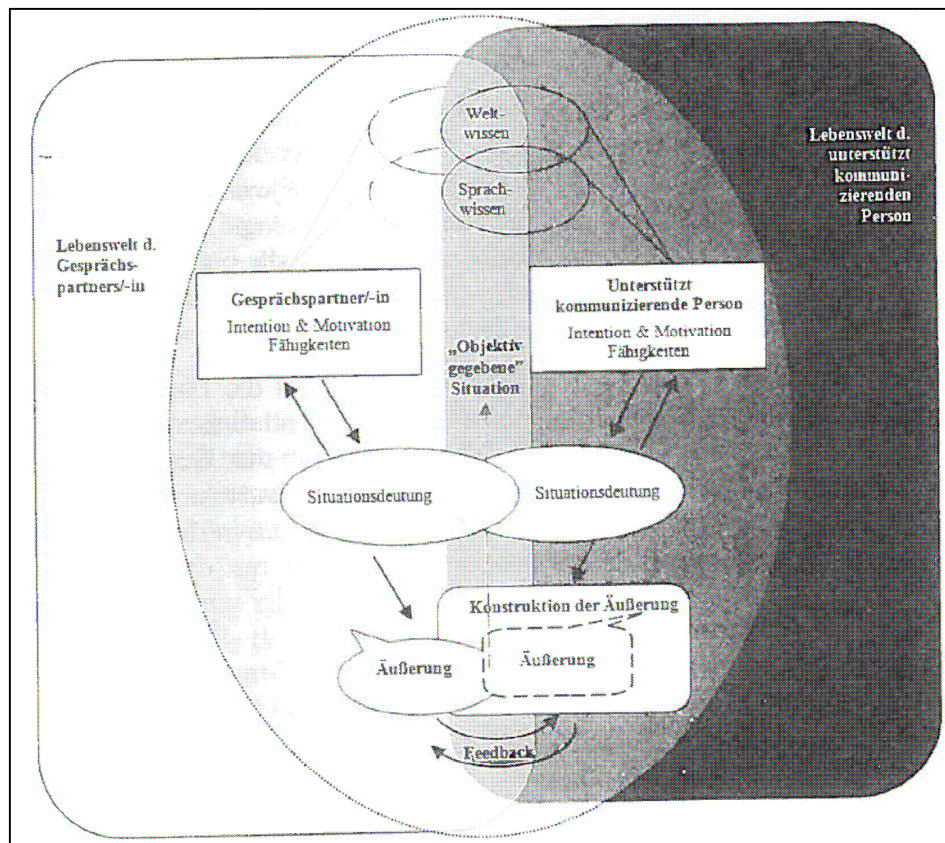 Welt-
wissen
Sprach-
wissen
Lebenswelt d.
unterstützt
kommuni-
zierenden
Person
Lebenswelt d.
Gesprächs-
partners/-in
Gesprächspartner/-in
Intention & Motivation
Fähigkeiten
Unterstützt
kommunizierende Person
Intention & Motivation
Fähigkeiten
„Objektiv
gegebene"
Situation
Situationsdeutung
Situationsdeutung
Konstruktion der Äußerung
Äußerung
Äußerung
Feedback